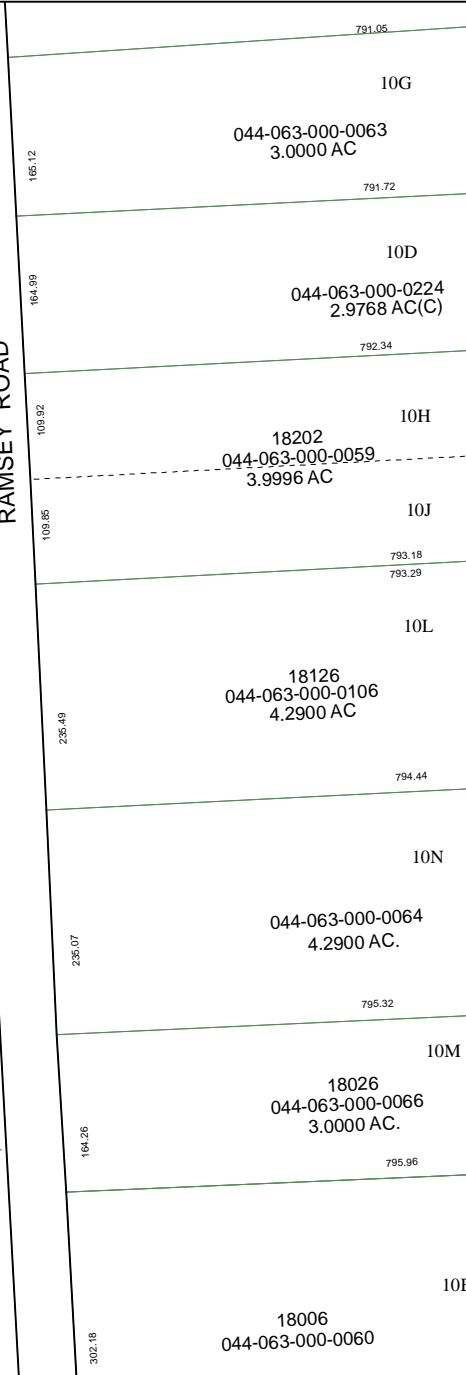 791.05
10G
044-063-000-0063
3.0000 AC
165.12
791.72
10D
164.99
044-063-000-0224
2.9768 AC(C)
792.34
RAMSEY ROAD
109.92
10H
18202
044-063-000-0059
3.9996 AC
10J
109.85
793.18
793.29
10L
18126
044-063-000-0106
4.2900 AC
235.49
794.44
10N
044-063-000-0064
4.2900 AC.
235.07
795.32
10M
18026
044-063-000-0066
3.0000 AC.
164.26
795.96
18006
044-063-000-0060
302.18